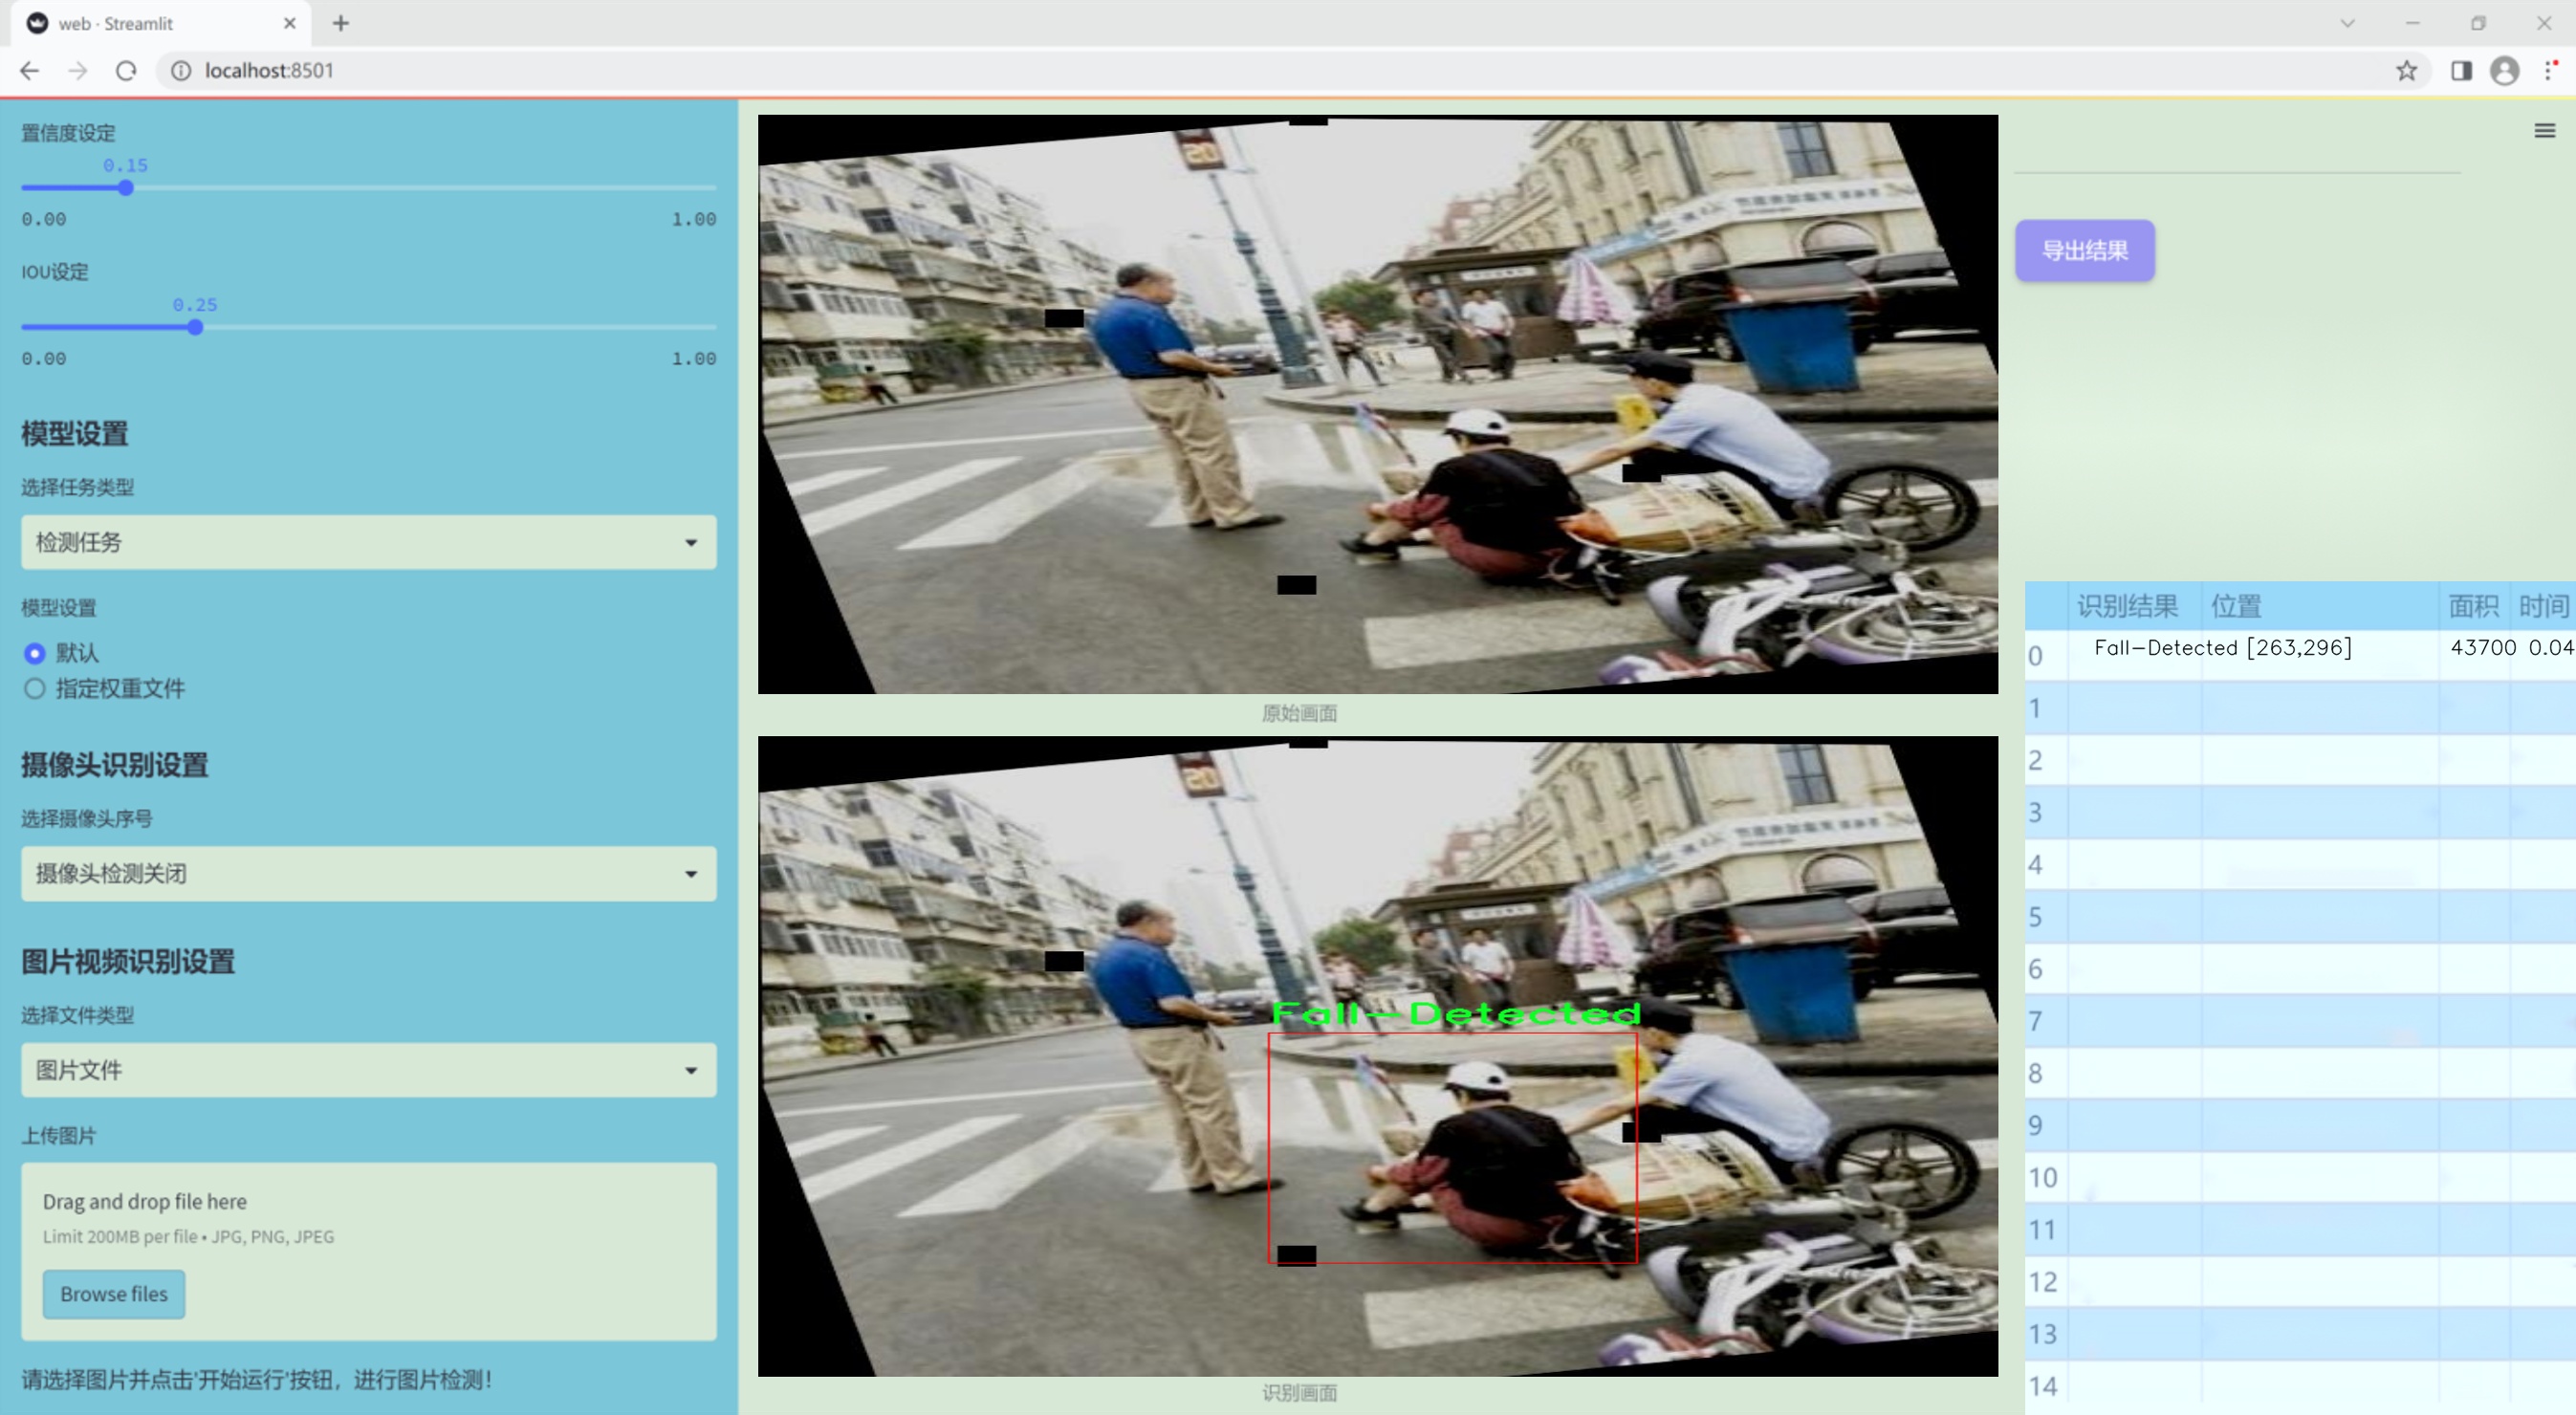 web · Streamlit
localhost:8501
置信度设定
0.15
0.00 1.00
IOU设定
0.25
0.00 1.00
模型设置
选择任务类型
检测任务
模型设置
默认
指定权重文件
摄像头识别设置
选择摄像头序号
摄像头检测关闭
图片视频识别设置
选择文件类型
图片文件
上传图片
Drag and drop file here
Limit 200MB per file • JPG, PNG, JPEG
Browse files
请选择图片并点击'开始运行'按钮，进行图片检测！
20
原始画面
20
Fall-Detected
识别画面
导出结果
识别结果 位置 面积 时间
0 Fall-Detected [263,296] 43700 0.04
1
2
3
4
5
6
7
8
9
10
11
12
13
14